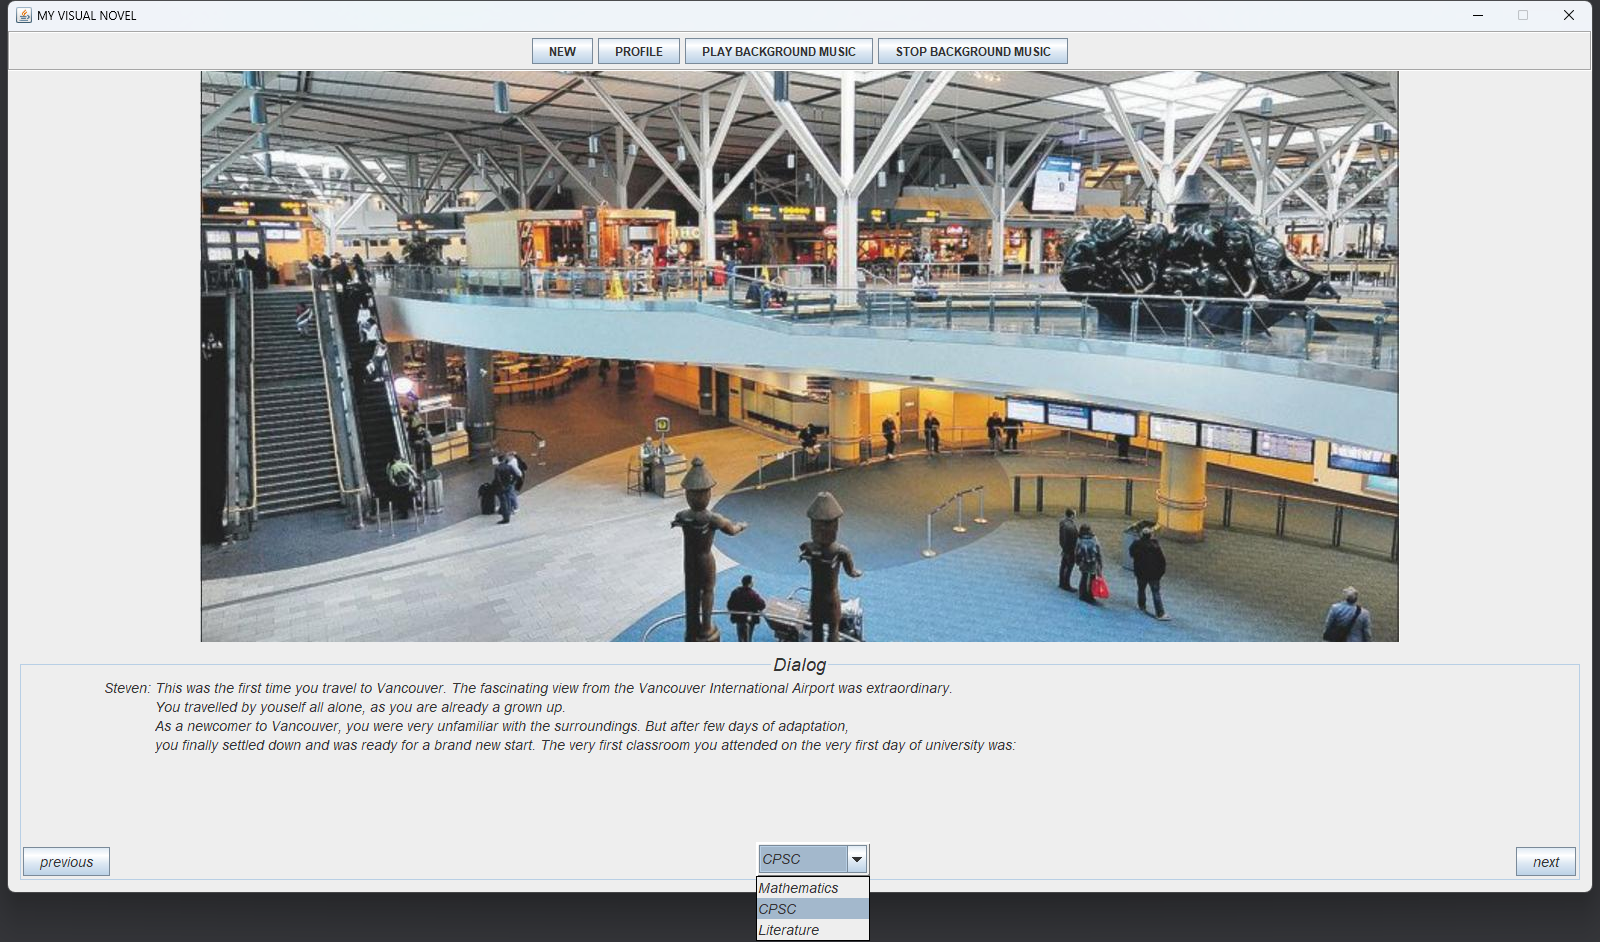 MY VISUAL NOVEL
NEW PROFILE PLAY BACKGROUND MUSIC STOP BACKGROUND MUSIC
Dialog
Steven: This was the first time you travel to Vancouver. The fascinating view from the Vancouver International Airport was extraordinary.
You travelled by youself all alone, as you are already a grown up.
As a newcomer to Vancouver, you were very unfamiliar with the surroundings. But after few days of adaptation,
you finally settled down and was ready for a brand new start. The very first classroom you attended on the very first day of university was:
previous CPSC next
Mathematics
CPSC
Literature